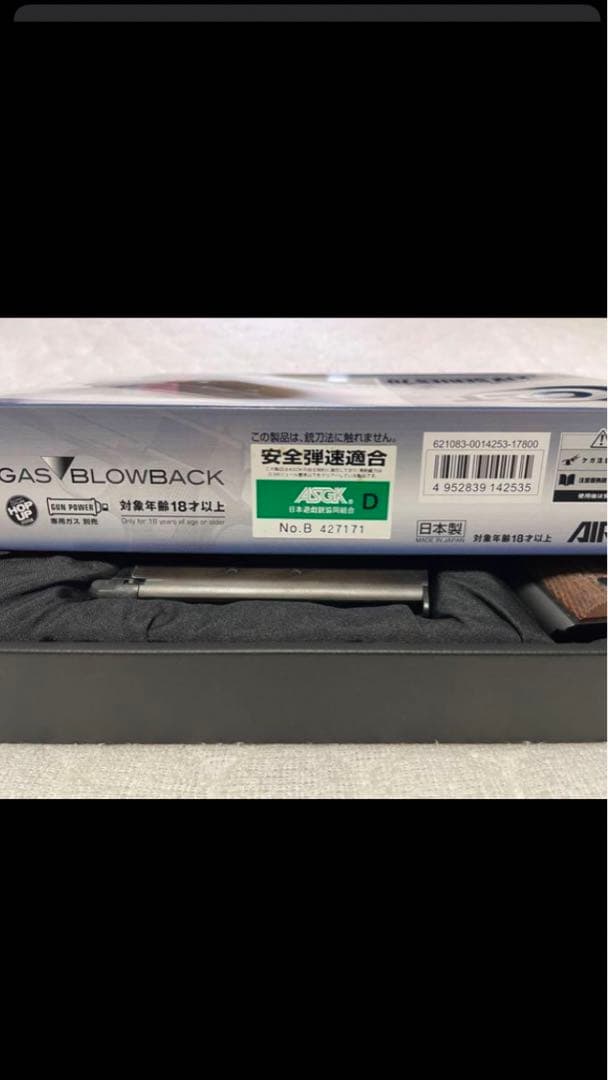 この製品は、銃刀法に触れません。
安全弾速適合
ASGK® D
日本遊戯銃協同組合
No.B 427171
GAS BLOWBACK
HOP UP
GUN POWER
専用ガス 別売
対象年齢18才以上
Only for 18 years of age or older
621083-0014253-17800
4 952839 142535
日本製
MADE IN JAPAN
対象年齢18才以上
AIR